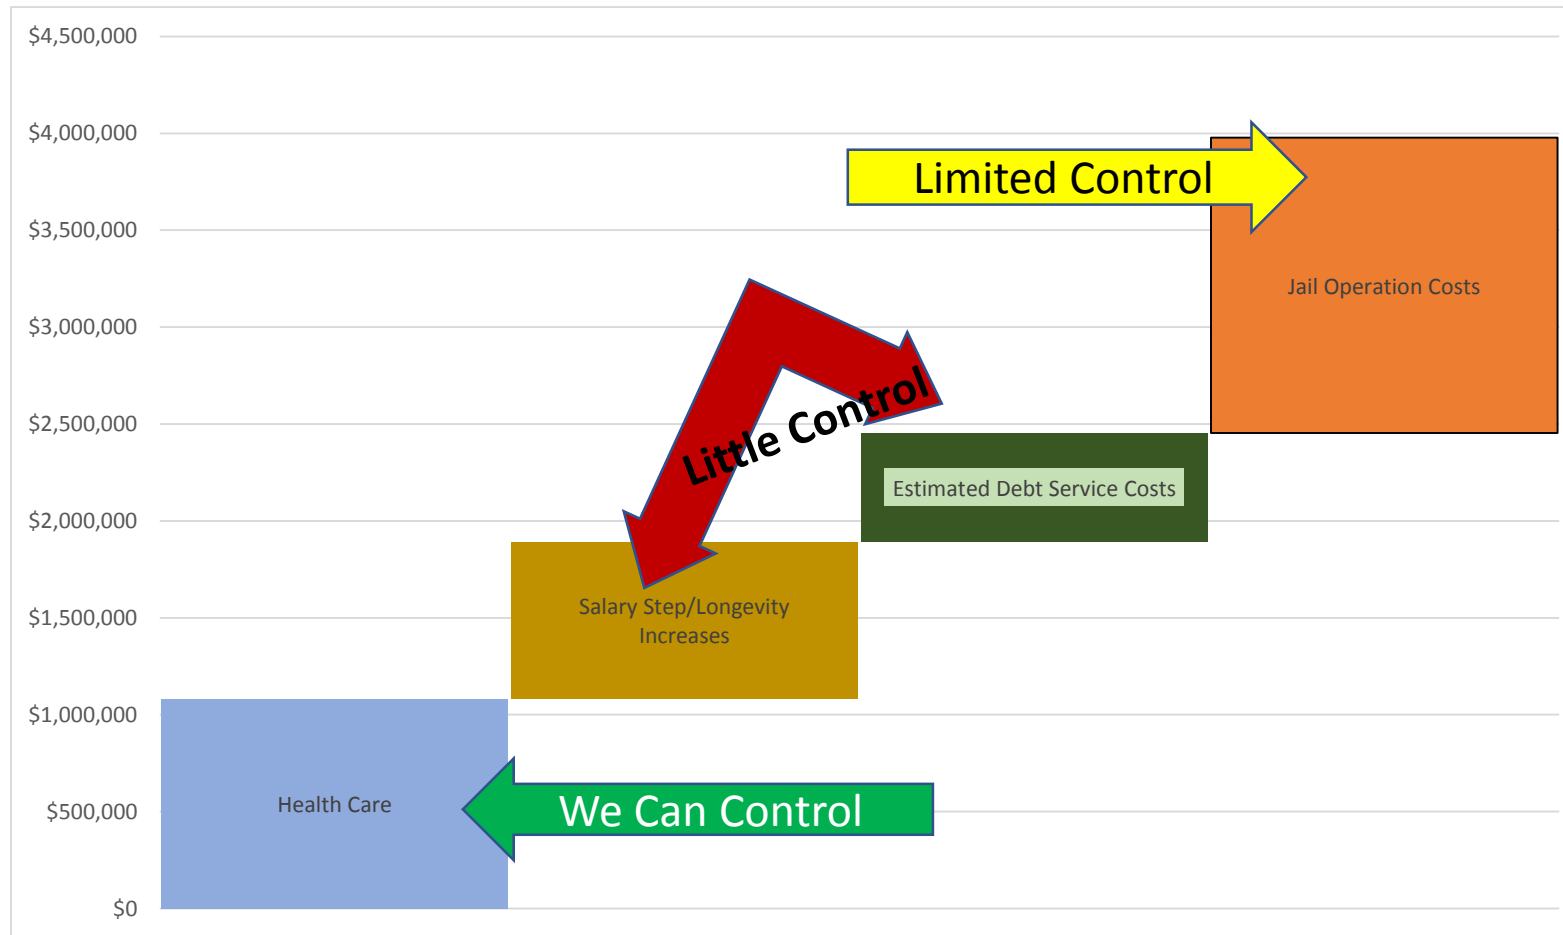 $4,500,000
$4,000,000
Limited Control
$3,500,000
Jail Operation Costs
$3,000,000
$2,500,000
Little Control
Estimated Debt Service Costs
$2,000,000
$1,500,000
Salary Step/Longevity
Increases
$1,000,000
$500,000
Health Care
We Can Control
$0